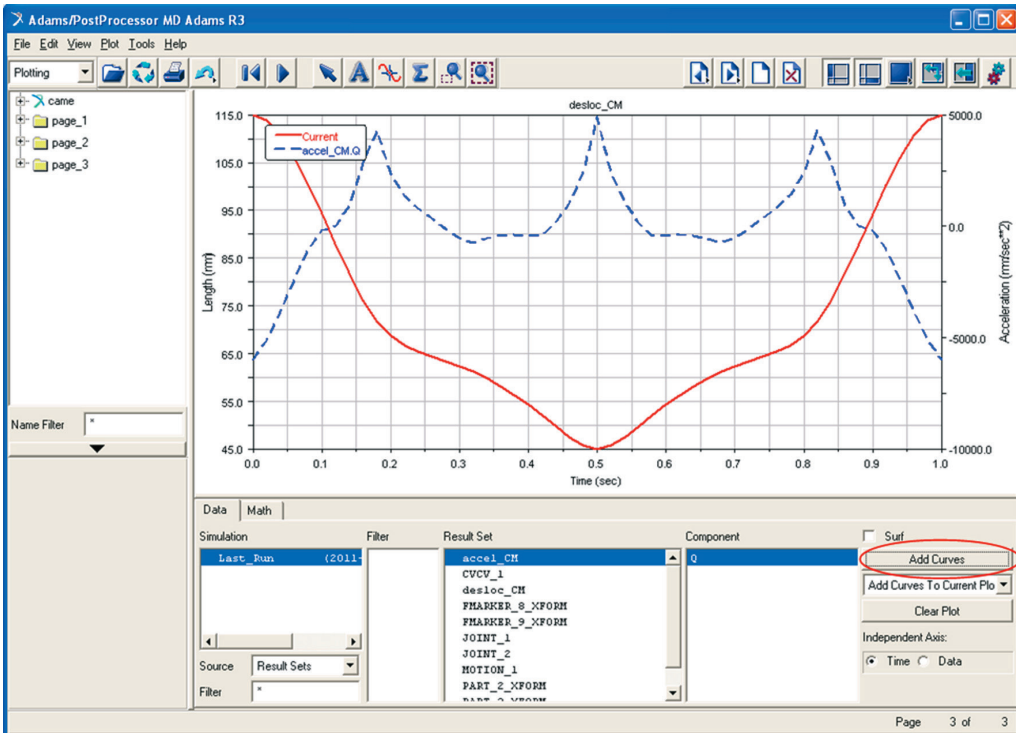 Adams/PostProcessor MD Adams R3
File Edit View Plot Tools Help
Plotting
came
page_1
page_2
page_3
Name Filter *
desloc_CM
Current
accel_CM.Q
115.0
105.0
95.0
85.0
75.0
65.0
55.0
45.0
Length (mm)
5000.0
0.0
-5000.0
-10000.0
Acceleration (mm/sec**2)
0.0 0.1 0.2 0.3 0.4 0.5 0.6 0.7 0.8 0.9 1.0
Time (sec)
Data Math
Simulation Filter Result Set Component Surf
Last_Run (2011-
accel_CM
CVCV_1
desloc_CM
FMARKER_8_XFORM
FMARKER_9_XFORM
JOINT_1
JOINT_2
MOTION_1
PART_2_XFORM
Q
Add Curves
Add Curves To Current Plo
Clear Plot
Independent Axis:
Time Data
Source Result Sets
Filter *
Page 3 of 3